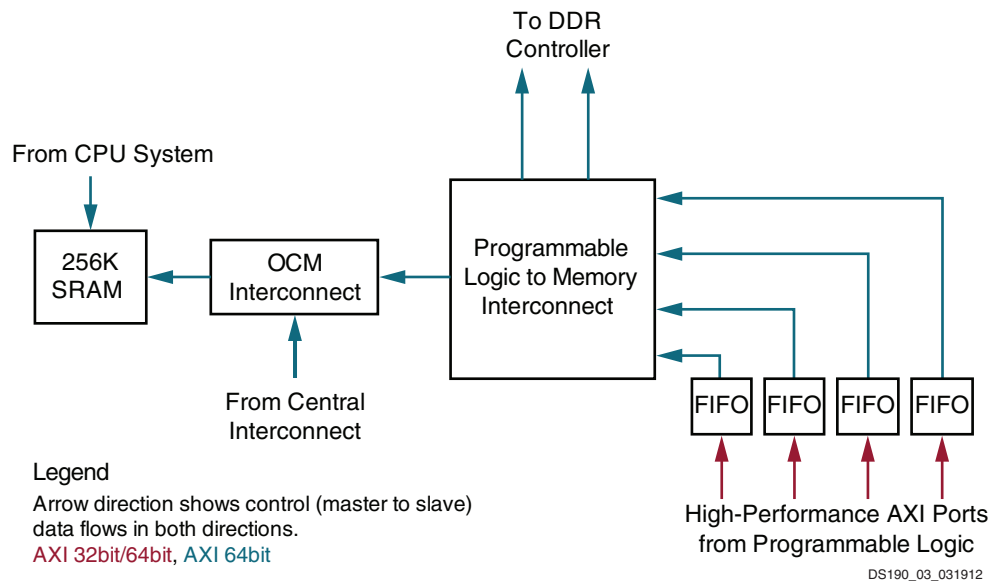 To DDR
Controller
From CPU System
256K
SRAM
OCM
Interconnect
Programmable
Logic to Memory
Interconnect
FIFO
FIFO
FIFO
FIFO
From Central
Interconnect
Legend
Arrow direction shows control (master to slave)
data flows in both directions.
AXI 32bit/64bit, AXI 64bit
High-Performance AXI Ports
from Programmable Logic
DS190_03_031912